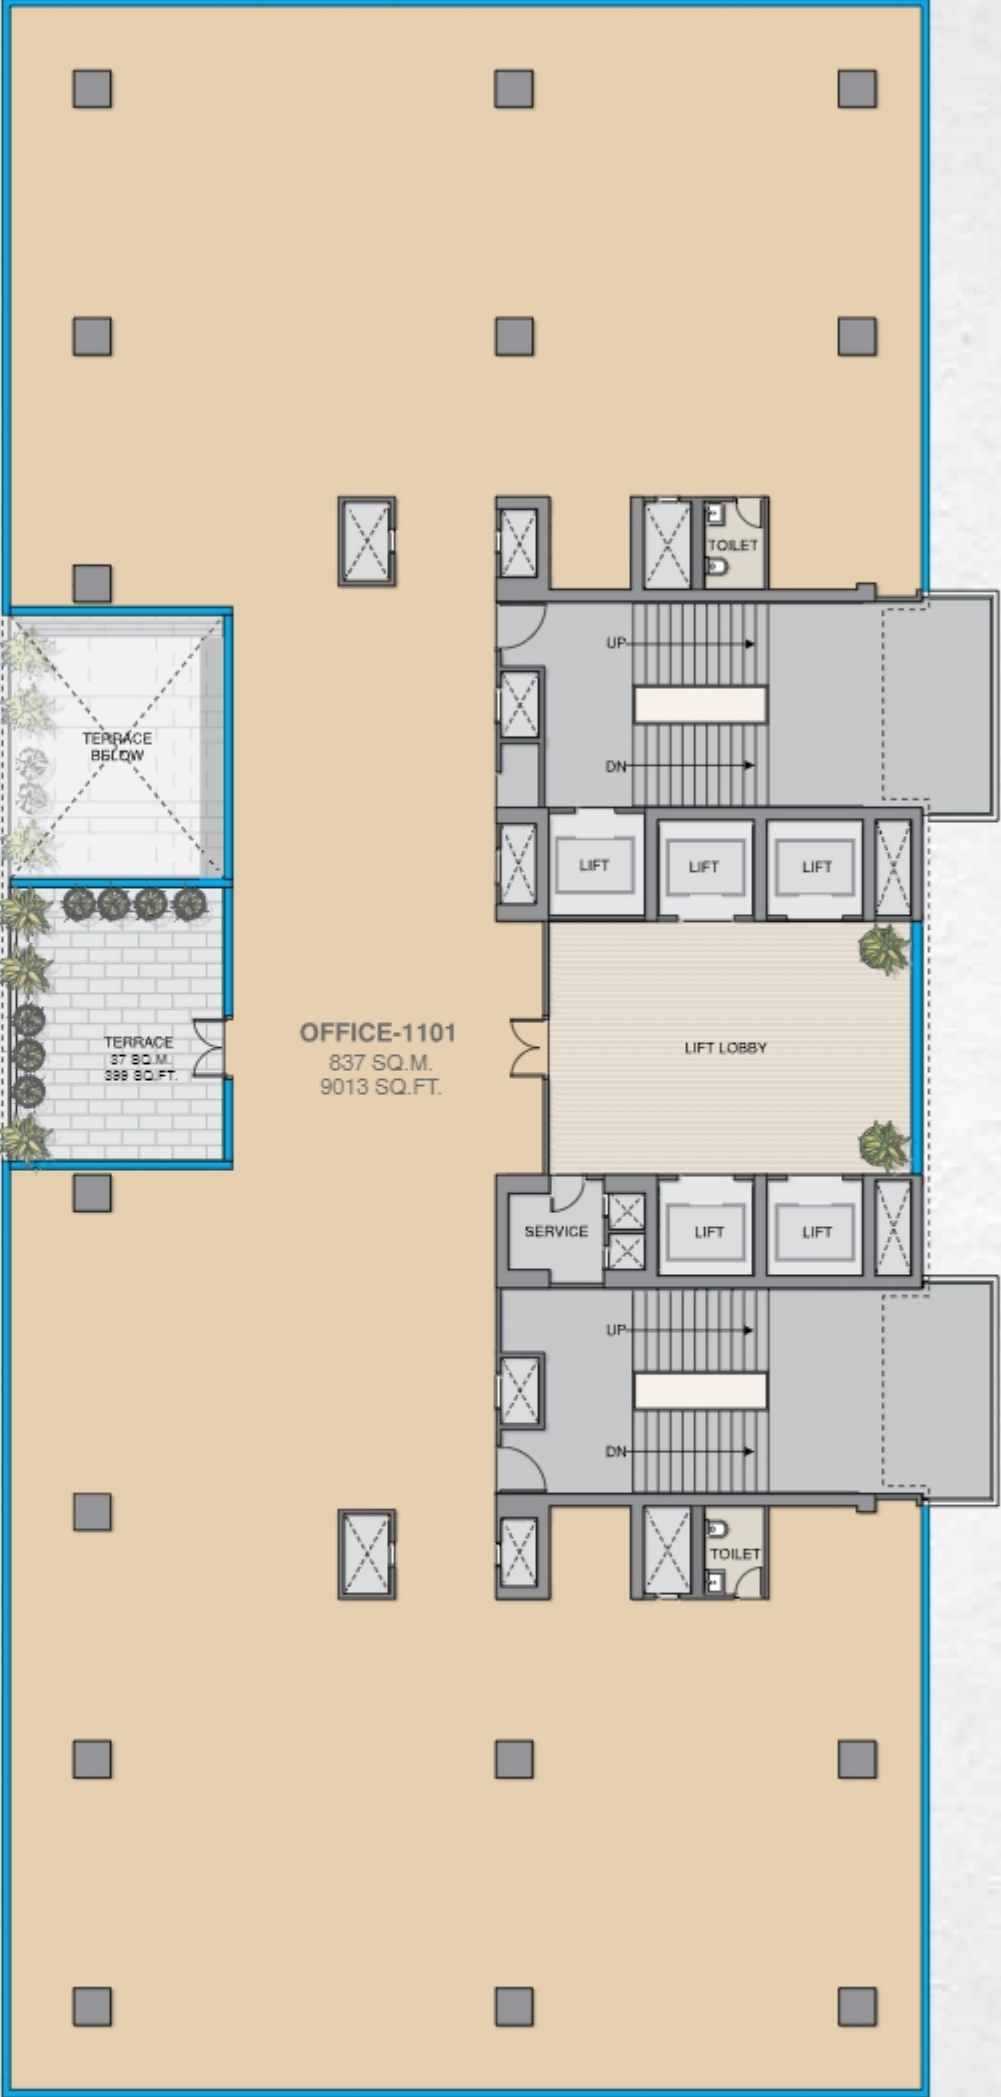 TOILET
UP
TERRACE
BELOW
DN
LIFT
LIFT
LIFT
OFFICE-1101
837 SQ.M.
9013 SQ.FT.
TERRACE
37 SQ.M.
399 SQ.FT.
LIFT LOBBY
SERVICE
LIFT
LIFT
UP
DN
TOILET